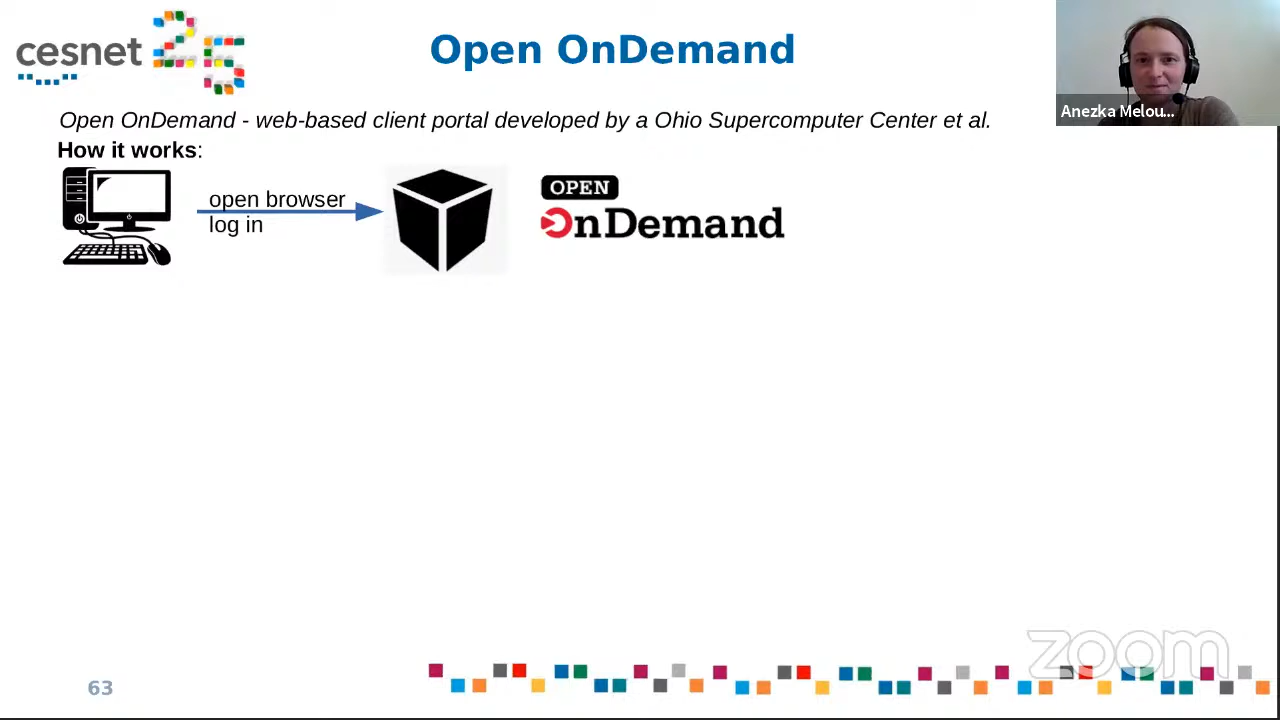 cesnet 25
Open OnDemand
Anezka Melou...
Open OnDemand - web-based client portal developed by a Ohio Supercomputer Center et al.
How it works:
open browser
log in
OPEN
OnDemand
zoom
63